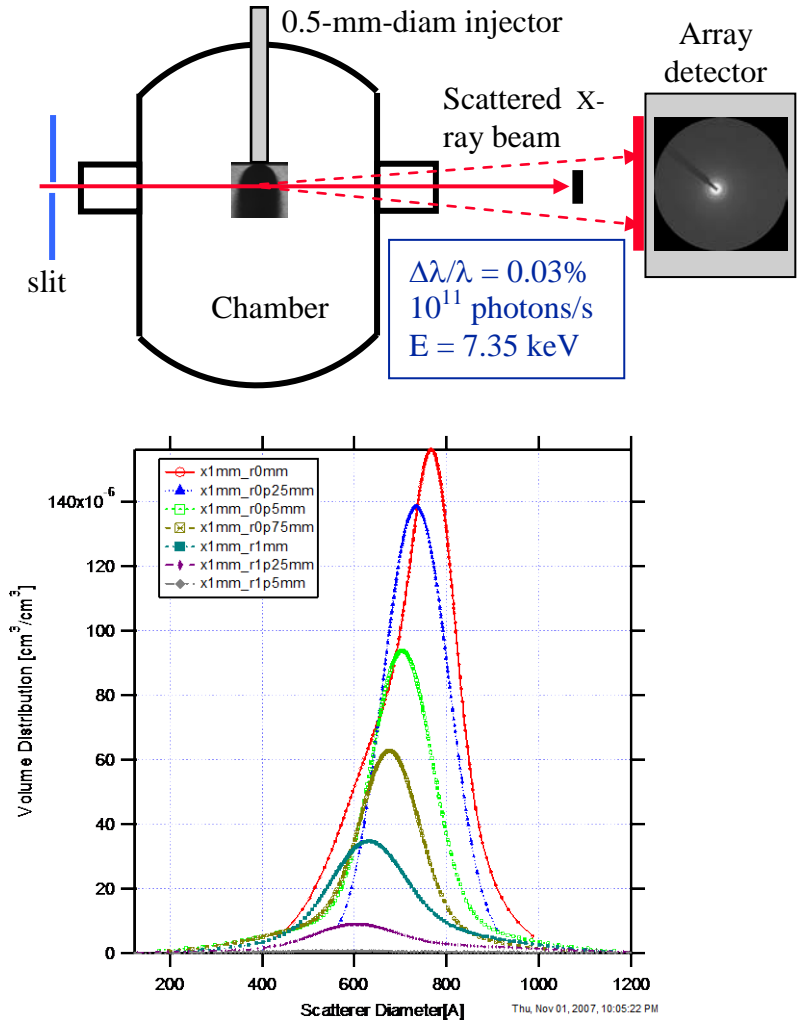 0.5-mm-diam injector
Array
detector
Scattered X-
ray beam
slit
Chamber
Δλ/λ = 0.03%
10¹¹ photons/s
E = 7.35 keV
x1mm_r0mm
x1mm_r0p25mm
x1mm_r0p5mm
x1mm_r0p75mm
x1mm_r1mm
x1mm_r1p25mm
x1mm_r1p5mm
140x10⁻⁶
120
100
80
60
40
20
0
Volume Distribution [cm³/cm³]
200 400 600 800 1000 1200
Scatterer Diameter[A]
Thu, Nov 01, 2007, 10:05:22 PM